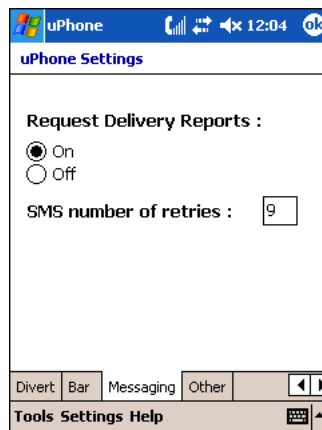 uPhone 12:04 ok
uPhone Settings
Request Delivery Reports :
On
Off
SMS number of retries : 9
Divert Bar Messaging Other
Tools Settings Help